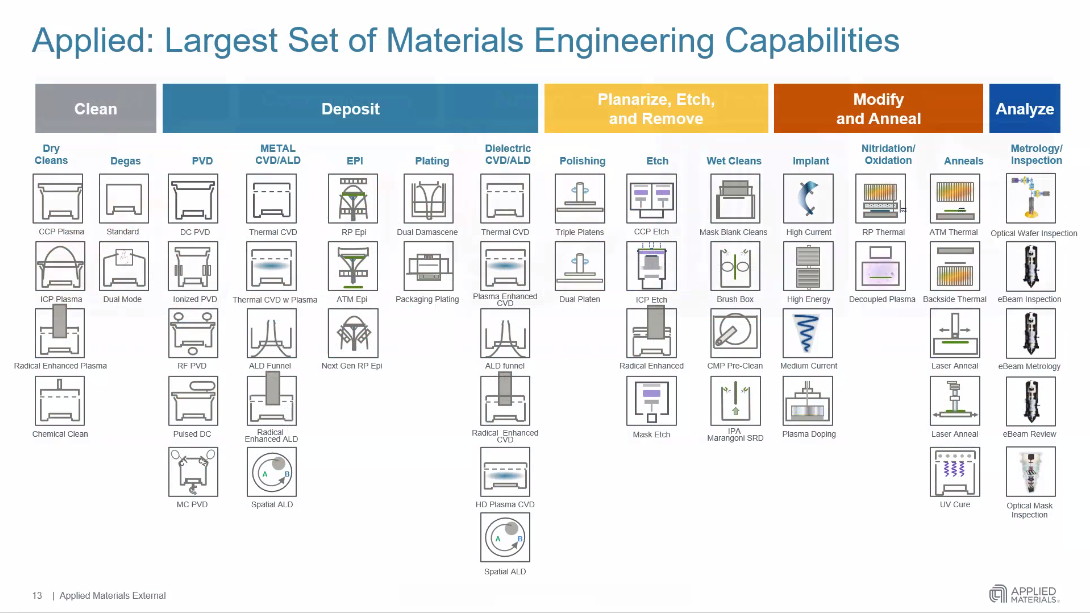 Applied: Largest Set of Materials Engineering Capabilities
Clean
Deposit
Planarize, Etch,
and Remove
Modify
and Anneal
Analyze
Dry
Cleans
Degas
PVD
METAL
CVD/ALD
EPI
Plating
Dielectric
CVD/ALD
Polishing
Etch
Wet Cleans
Implant
Nitridation/
Oxidation
Anneals
Metrology/
Inspection
CCP Plasma
Standard
DC PVD
Thermal CVD
RP Epi
Dual Damascene
Thermal CVD
Triple Platens
CCP Etch
Mask Blank Cleans
High Current
RP Thermal
ATM Thermal
Optical Wafer Inspection
ICP Plasma
Dual Mode
Ionized PVD
Thermal CVD w Plasma
ATM Epi
Packaging Plating
Plasma Enhanced
CVD
Dual Platen
ICP Etch
Brush Box
High Energy
Decoupled Plasma
Backside Thermal
eBeam Inspection
Radical Enhanced Plasma
RF PVD
ALD Funnel
Next Gen RP Epi
ALD funnel
Radical Enhanced
CMP Pre-Clean
Medium Current
Laser Anneal
eBeam Metrology
Chemical Clean
Pulsed DC
Radical
Enhanced ALD
Radical Enhanced
CVD
Mask Etch
IPA
Marangoni SRD
Plasma Doping
Laser Anneal
eBeam Review
A B
MC PVD
Spatial ALD
HD Plasma CVD
UV Cure
Optical Mask
Inspection
A B
Spatial ALD
13 | Applied Materials External
APPLIED
MATERIALS